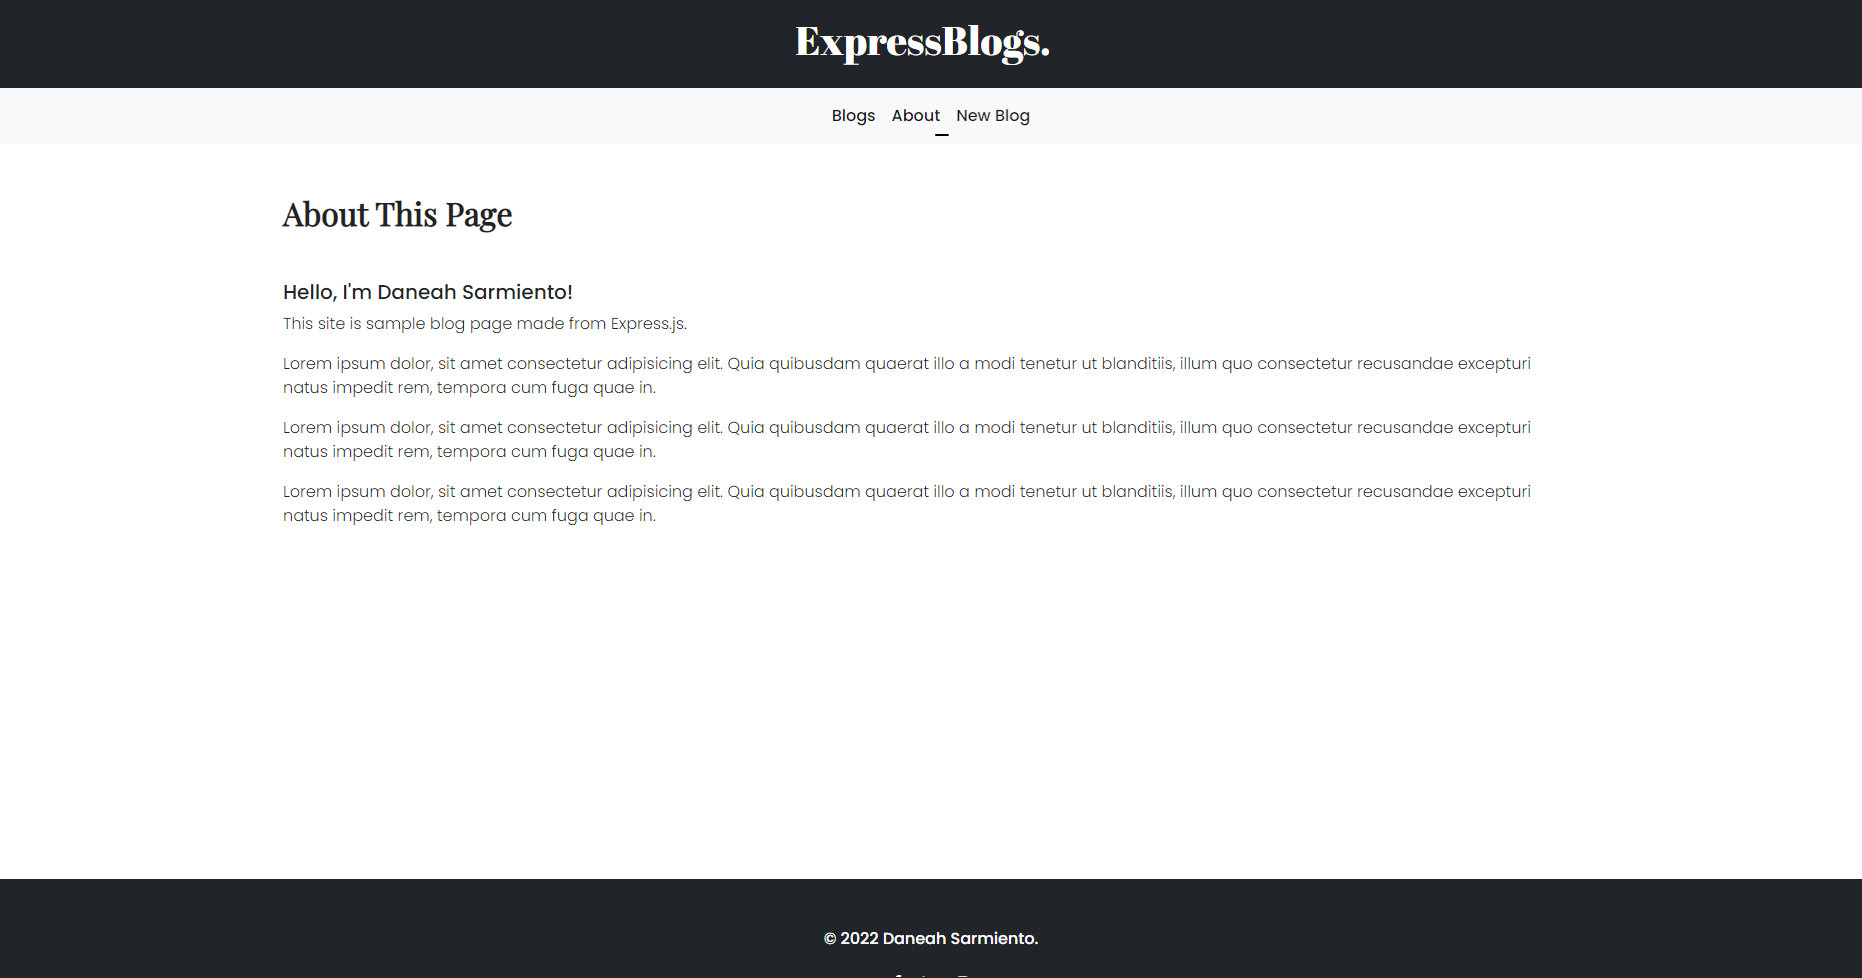 ExpressBlogs.
Blogs About New Blog
About This Page
Hello, I'm Daneah Sarmiento!
This site is sample blog page made from Express.js.
Lorem ipsum dolor, sit amet consectetur adipisicing elit. Quia quibusdam quaerat illo a modi tenetur ut blanditiis, illum quo consectetur recusandae excepturi
natus impedit rem, tempora cum fuga quae in.
Lorem ipsum dolor, sit amet consectetur adipisicing elit. Quia quibusdam quaerat illo a modi tenetur ut blanditiis, illum quo consectetur recusandae excepturi
natus impedit rem, tempora cum fuga quae in.
Lorem ipsum dolor, sit amet consectetur adipisicing elit. Quia quibusdam quaerat illo a modi tenetur ut blanditiis, illum quo consectetur recusandae excepturi
natus impedit rem, tempora cum fuga quae in.
© 2022 Daneah Sarmiento.